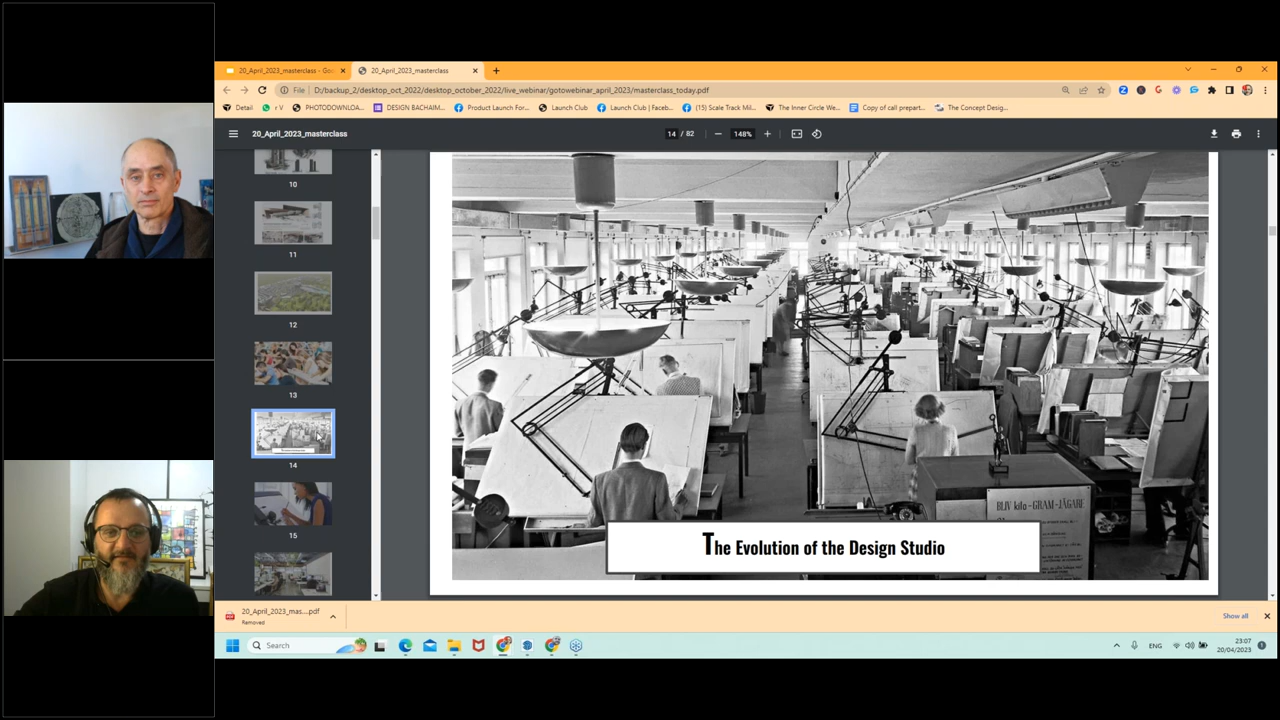 20_April_2023_masterclass - Go
20_April_2023_masterclass
File
D:/backup_2/desktop_oct_2022/desktop_october_2022/live_webinar/gotowebinar_april_2023/masterclass_today.pdf
Detail
r V
PHOTODOWNLOA...
DESIGN BACHAIM...
Product Launch For...
Launch Club
Launch Club | Faceb...
(15) Scale Track Mil...
The Inner Circle We...
Copy of call prepart...
The Concept Desig...
20_April_2023_masterclass
14 / 82
148%
10
11
12
13
14
15
BLIV kilo-GRAM-JÄGARE
The Evolution of the Design Studio
20_April_2023_mas....pdf
Removed
Show all
Search
ENG
23:07
20/04/2023